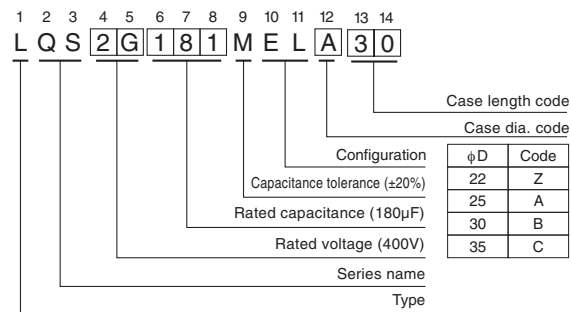 1 2 3 4 5 6 7 8 9 10 11 12 13 14
L Q S 2 G 1 8 1 M E L A 3 0
Case length code
Case dia. code
Configuration
Capacitance tolerance (±20%)
Rated capacitance (180µF)
Rated voltage (400V)
Series name
Type
ϕD Code
22 Z
25 A
30 B
35 C